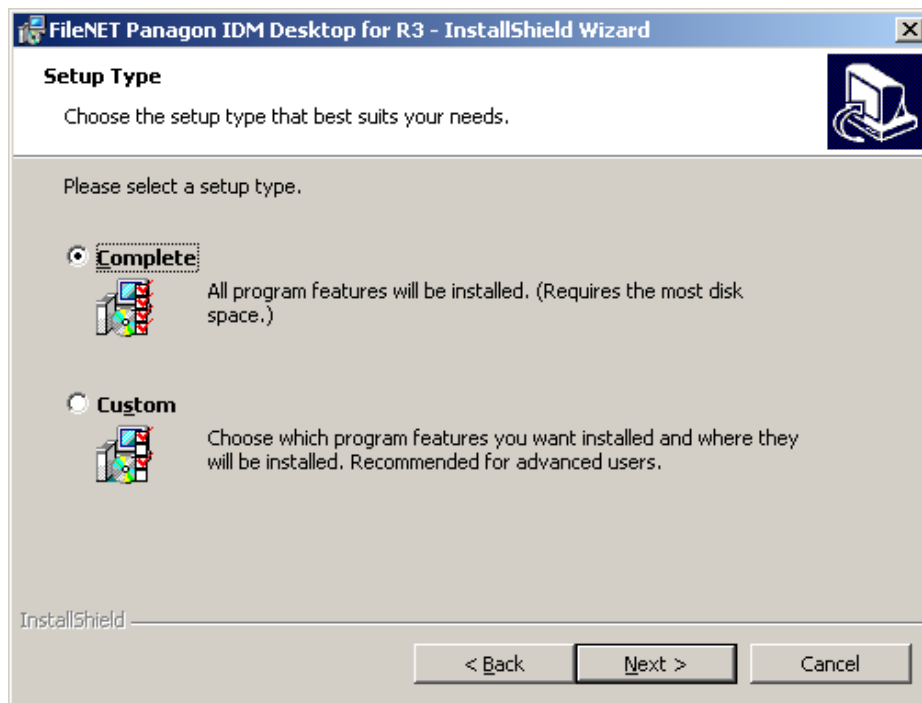 FileNET Panagon IDM Desktop for R3 - InstallShield Wizard
Setup Type
Choose the setup type that best suits your needs.
Please select a setup type.
Complete
All program features will be installed. (Requires the most disk
space.)
Custom
Choose which program features you want installed and where they
will be installed. Recommended for advanced users.
InstallShield
< Back
Next >
Cancel